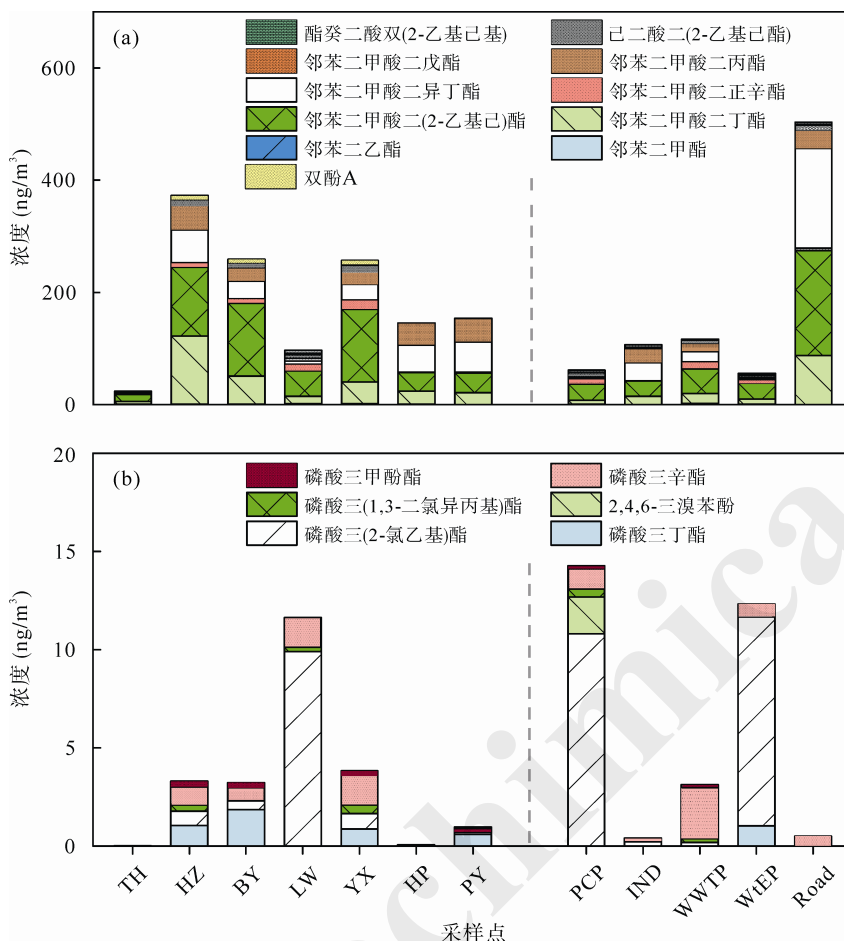 (a)
酯癸二酸双(2-乙基己基)
己二酸二(2-乙基己酯)
邻苯二甲酸二戊酯
邻苯二甲酸二丙酯
邻苯二甲酸二异丁酯
邻苯二甲酸二正辛酯
邻苯二甲酸二(2-乙基己)酯
邻苯二甲酸二丁酯
邻苯二乙酯
邻苯二甲酯
双酚A
浓度 (ng/m³)
600
400
200
0
(b)
磷酸三甲酚酯
磷酸三辛酯
磷酸三(1,3-二氯异丙基)酯
2,4,6-三溴苯酚
磷酸三(2-氯乙基)酯
磷酸三丁酯
浓度 (ng/m³)
20
15
10
5
0
TH
HZ
BY
LW
YX
HP
PY
PCP
IND
WWTP
WtEP
Road
采样点